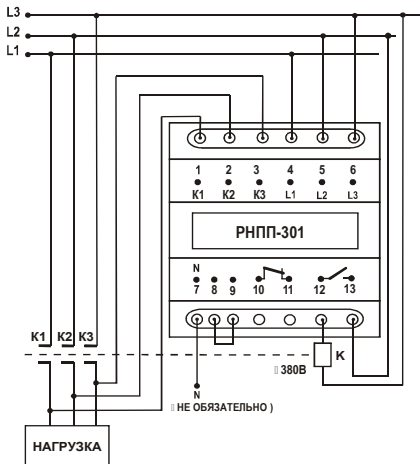 L3
L2
L1
1 2 3 4 5 6
K1 K2 K3 L1 L2 L3
РНПП-301
N
7 8 9 10 11 12 13
K1 K2 K3
K
380В
N
НЕ ОБЯЗАТЕЛЬНО )
НАГРУЗКА